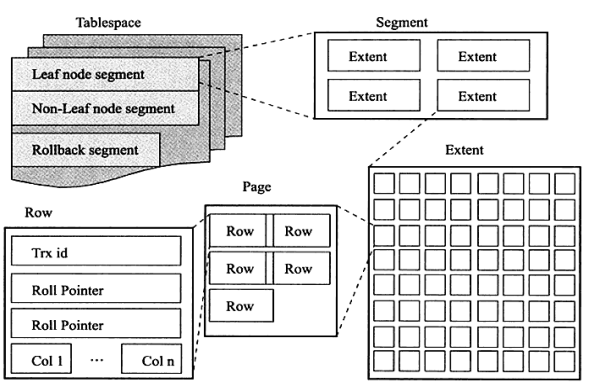 Tablespace
Segment
Leaf node segment
Non-Leaf node segment
Rollback segment
Extent
Extent
Extent
Extent
Extent
Page
Row
Row
Row
Row
Row
Row
Trx id
Roll Pointer
Roll Pointer
Col 1
...
Col n